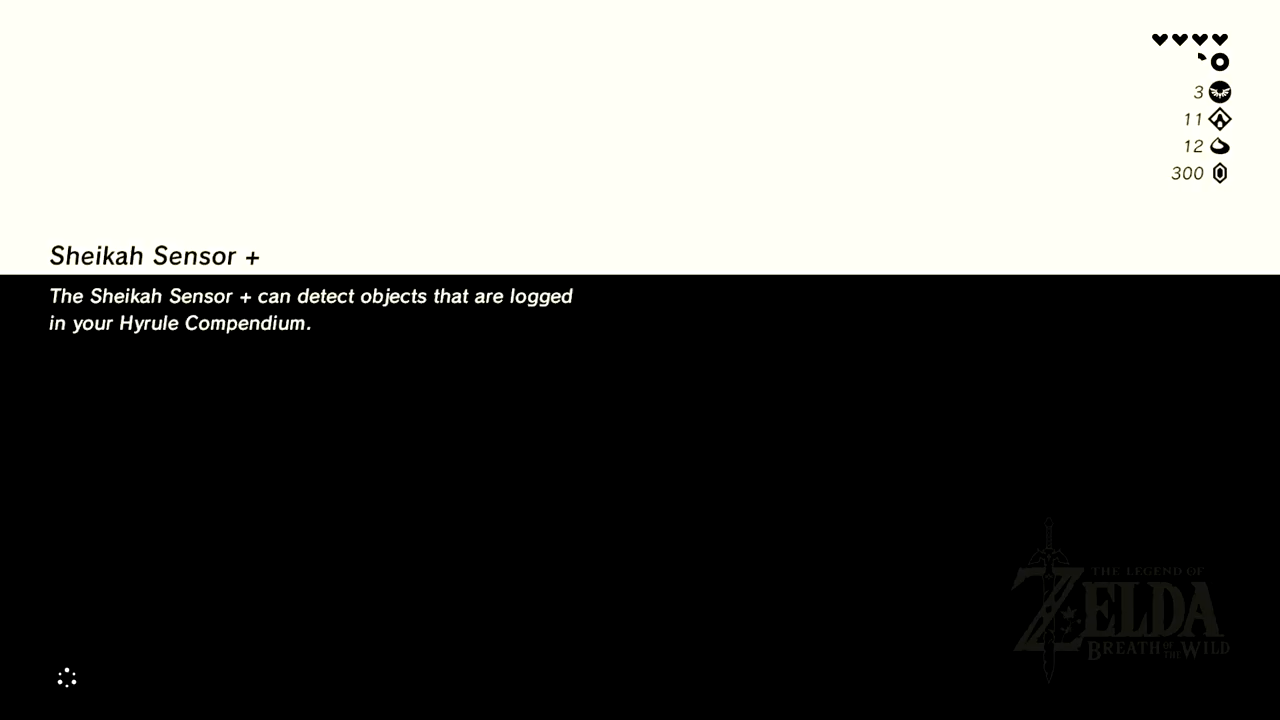 3
11
12
300
Sheikah Sensor +
The Sheikah Sensor + can detect objects that are logged
in your Hyrule Compendium.
THE LEGEND OF
ZELDA
BREATH OF THE WILD